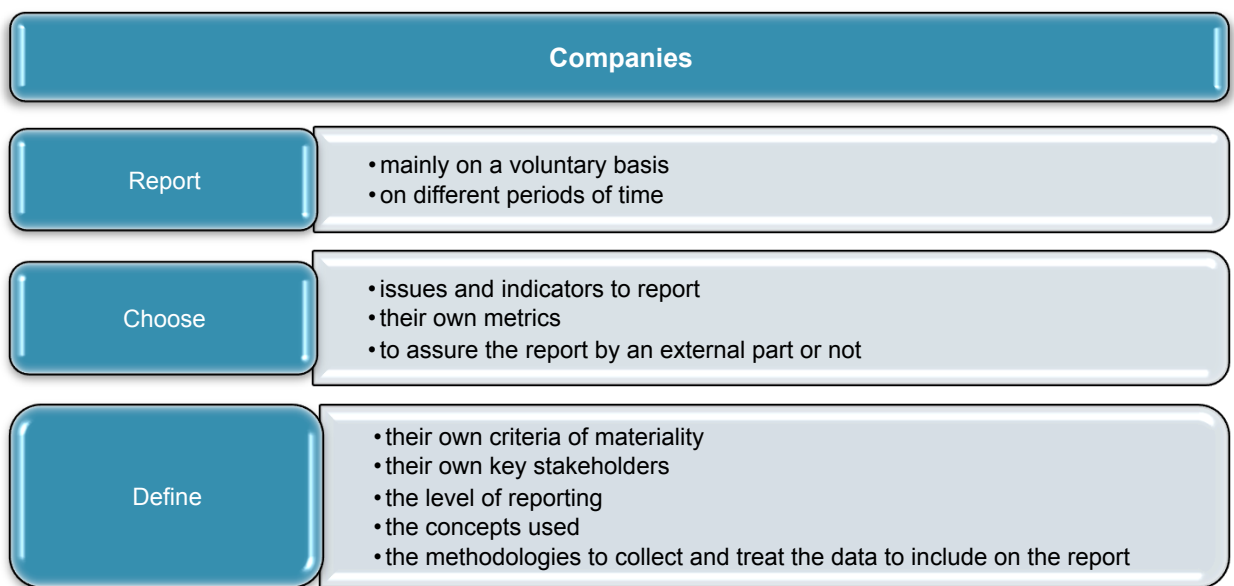 Companies
Report
• mainly on a voluntary basis
• on different periods of time
Choose
• issues and indicators to report
• their own metrics
• to assure the report by an external part or not
Define
• their own criteria of materiality
• their own key stakeholders
• the level of reporting
• the concepts used
• the methodologies to collect and treat the data to include on the report